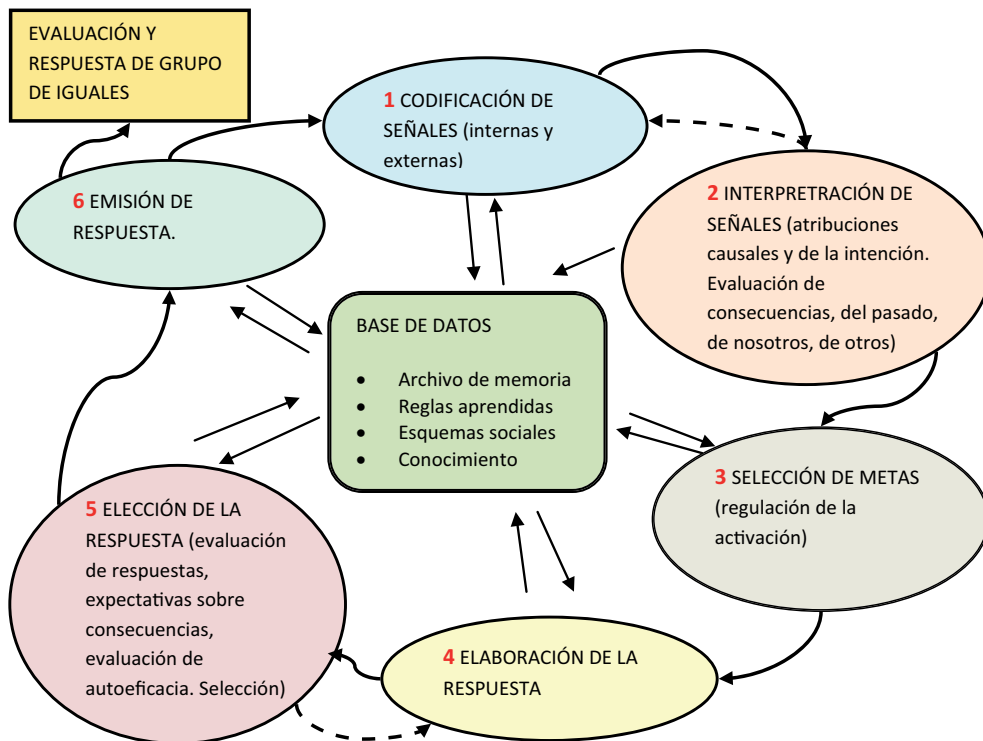 EVALUACIÓN Y
RESPUESTA DE GRUPO
DE IGUALES
1 CODIFICACIÓN DE
SEÑALES (internas y
externas)
2 INTERPRETRACIÓN DE
SEÑALES (atribuciones
causales y de la intención.
Evaluación de
consecuencias, del pasado,
de nosotros, de otros)
3 SELECCIÓN DE METAS
(regulación de la
activación)
4 ELABORACIÓN DE LA
RESPUESTA
5 ELECCIÓN DE LA
RESPUESTA (evaluación
de respuestas,
expectativas sobre
consecuencias,
evaluación de
autoeficacia. Selección)
6 EMISIÓN DE
RESPUESTA.
BASE DE DATOS
• Archivo de memoria
• Reglas aprendidas
• Esquemas sociales
• Conocimiento